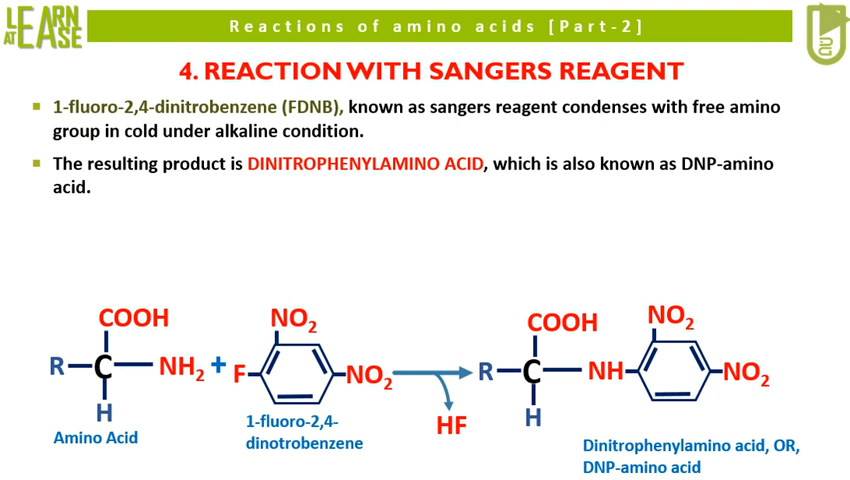 LEARN
AT EASE
Reactions of amino acids [Part-2]
4. REACTION WITH SANGERS REAGENT
1-fluoro-2,4-dinitrobenzene (FDNB), known as sangers reagent condenses with free amino
group in cold under alkaline condition.
The resulting product is DINITROPHENYLAMINO ACID, which is also known as DNP-amino
acid.
COOH
R C NH2 + F
H
Amino Acid
NO2
NO2
1-fluoro-2,4-
dinotrobenzene
HF
COOH
R C NH
H
NO2
NO2
Dinitrophenylamino acid, OR,
DNP-amino acid